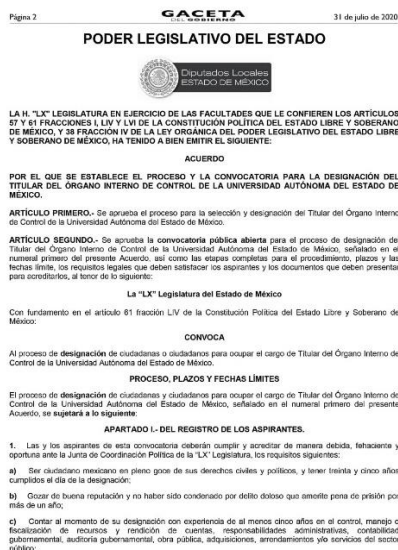 Página 2
GACETA
DEL GOBIERNO
31 de julio de 2020
PODER LEGISLATIVO DEL ESTADO
Diputados Locales
ESTADO DE MÉXICO
LA H. "LX" LEGISLATURA EN EJERCICIO DE LAS FACULTADES QUE LE CONFIEREN LOS ARTÍCULOS
57 Y 61 FRACCIONES I, LIV Y LVI DE LA CONSTITUCIÓN POLÍTICA DEL ESTADO LIBRE Y SOBERANO
DE MÉXICO, Y 38 FRACCIÓN IV DE LA LEY ORGÁNICA DEL PODER LEGISLATIVO DEL ESTADO LIBRE
Y SOBERANO DE MÉXICO, HA TENIDO A BIEN EMITIR EL SIGUIENTE:
ACUERDO
POR EL QUE SE ESTABLECE EL PROCESO Y LA CONVOCATORIA PARA LA DESIGNACIÓN DEL
TITULAR DEL ÓRGANO INTERNO DE CONTROL DE LA UNIVERSIDAD AUTÓNOMA DEL ESTADO DE
MÉXICO.
ARTÍCULO PRIMERO.- Se aprueba el proceso para la selección y designación del Titular del Órgano Interno
de Control de la Universidad Autónoma del Estado de México.
ARTÍCULO SEGUNDO.- Se aprueba la convocatoria pública abierta para el proceso de designación de
Titular del Órgano Interno de Control de la Universidad Autónoma del Estado de México, señalado en el
numeral primero del presente Acuerdo, así como las etapas completas para el procedimiento, plazos y las
fechas límite, los requisitos legales que deben satisfacer los aspirantes y los documentos que deben presentar
para acreditarlos, al tenor de lo siguiente:
La "LX" Legislatura del Estado de México
Con fundamento en el artículo 61 fracción LIV de la Constitución Política del Estado Libre y Soberano de
México:
CONVOCA
Al proceso de designación de ciudadanas o ciudadanos para ocupar el cargo de Titular del Órgano Interno de
Control de la Universidad Autónoma del Estado de México.
PROCESO, PLAZOS Y FECHAS LÍMITES
El proceso de designación de ciudadanas y ciudadanos para ocupar el cargo de Titular del Órgano Interno de
Control de la Universidad Autónoma del Estado de México, señalado en el numeral primero del presente
Acuerdo, se sujetará a lo siguiente:
APARTADO I.- DEL REGISTRO DE LOS ASPIRANTES.
1. Las y los aspirantes de esta convocatoria deberán cumplir y acreditar de manera debida, fehaciente y
oportuna ante la Junta de Coordinación Política de la "LX" Legislatura, los requisitos siguientes:
a) Ser ciudadano mexicano en pleno goce de sus derechos civiles y políticos, y tener treinta y cinco años
cumplidos el día de la designación;
b) Gozar de buena reputación y no haber sido condenado por delito doloso que amerite pena de prisión por
más de un año;
c) Contar al momento de su designación con experiencia de al menos cinco años en el control, manejo o
fiscalización de recursos y rendición de cuentas, responsabilidades administrativas, contabilidad
gubernamental, auditoría gubernamental, obra pública, adquisiciones, arrendamientos y/o servicios del sector
público;